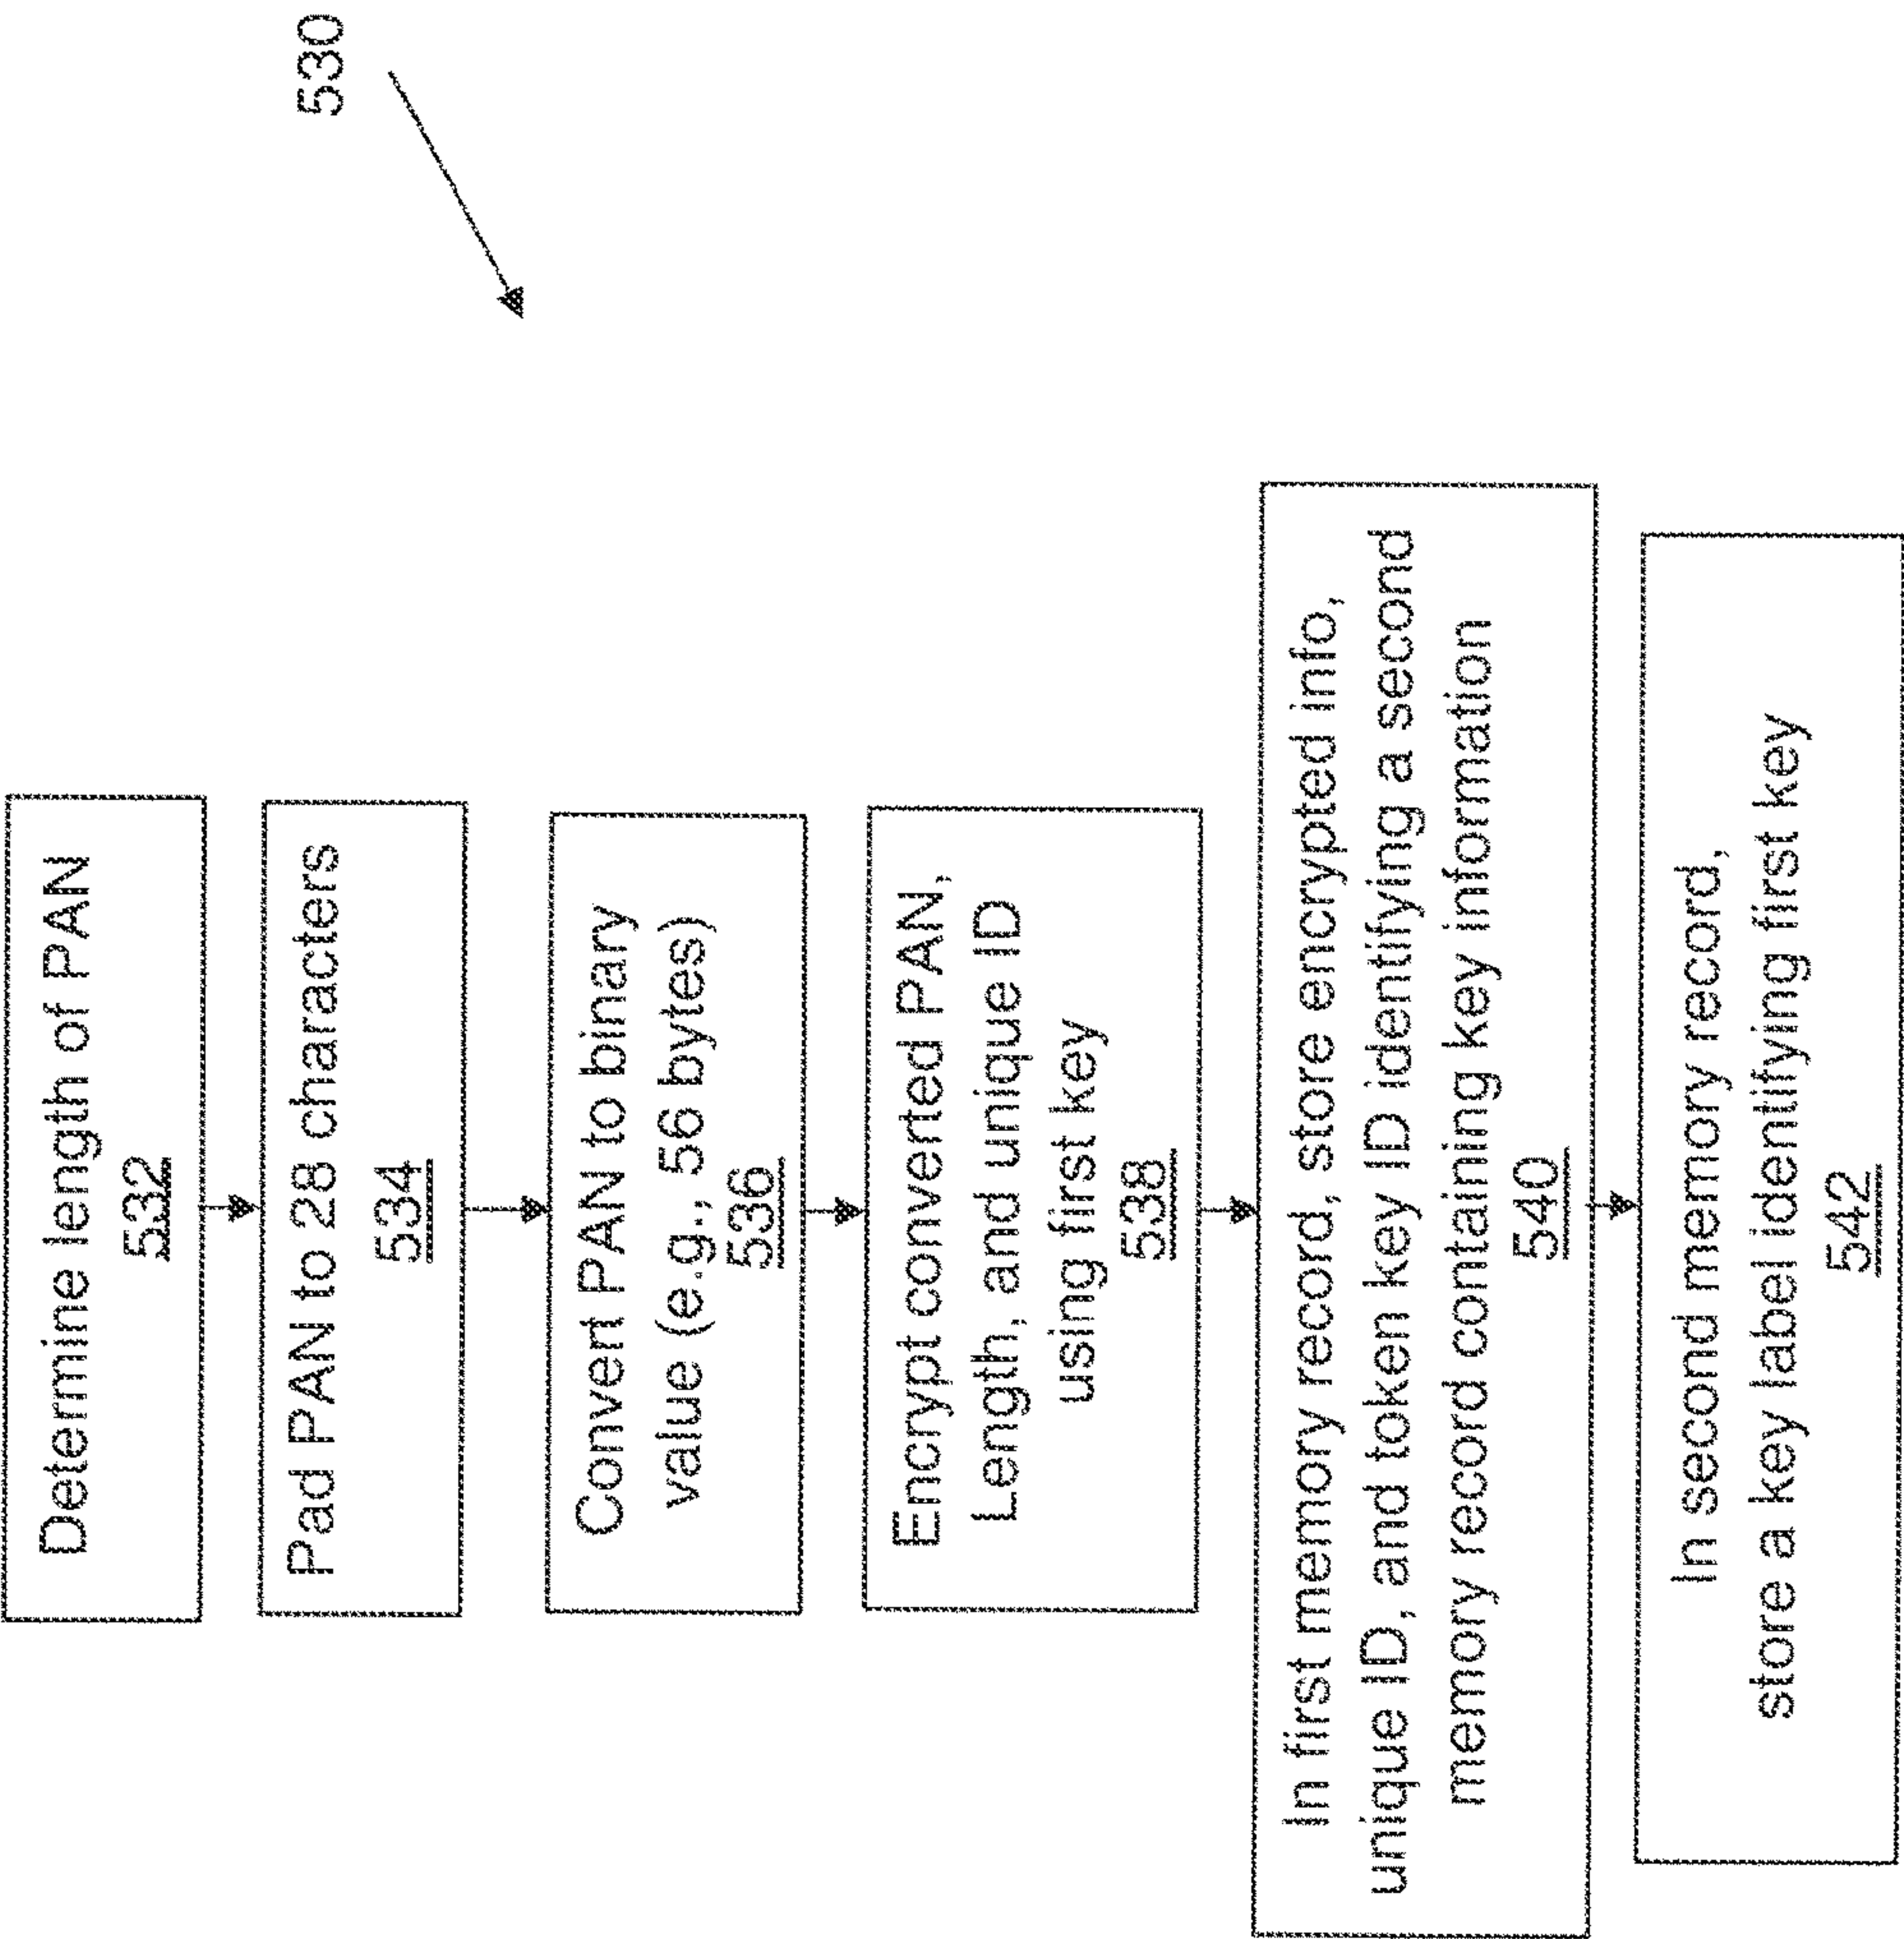 530
Determine length of PAN
532
Pad PAN to 28 characters
534
Convert PAN to binary
value (e.g., 56 bytes)
536
Encrypt converted PAN,
Length, and unique ID
using first key
538
In first memory record, store encrypted info,
unique ID, and token key ID identifying a second
memory record containing key information
540
In second memory record,
store a key label identifying first key
542